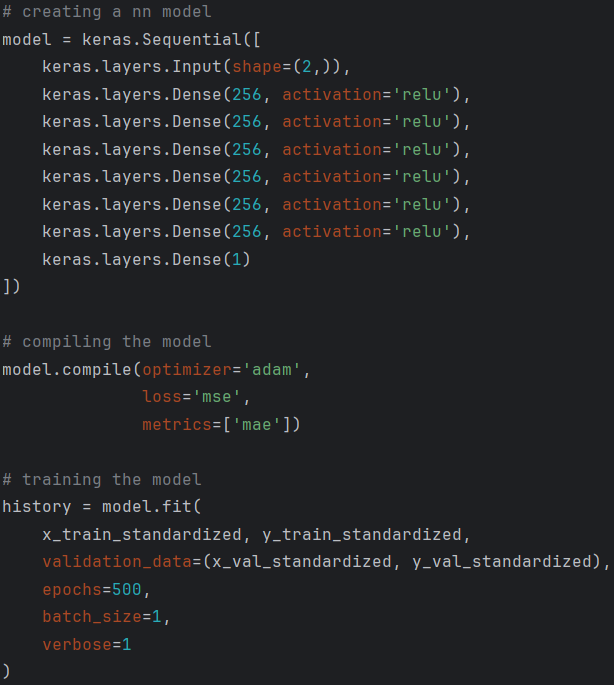 # creating a nn model
model = keras.Sequential([
    keras.layers.Input(shape=(2,)),
    keras.layers.Dense(256, activation='relu'),
    keras.layers.Dense(256, activation='relu'),
    keras.layers.Dense(256, activation='relu'),
    keras.layers.Dense(256, activation='relu'),
    keras.layers.Dense(256, activation='relu'),
    keras.layers.Dense(256, activation='relu'),
    keras.layers.Dense(1)
])

# compiling the model
model.compile(optimizer='adam',
              loss='mse',
              metrics=['mae'])

# training the model
history = model.fit(
    x_train_standardized, y_train_standardized,
    validation_data=(x_val_standardized, y_val_standardized),
    epochs=500,
    batch_size=1,
    verbose=1
)